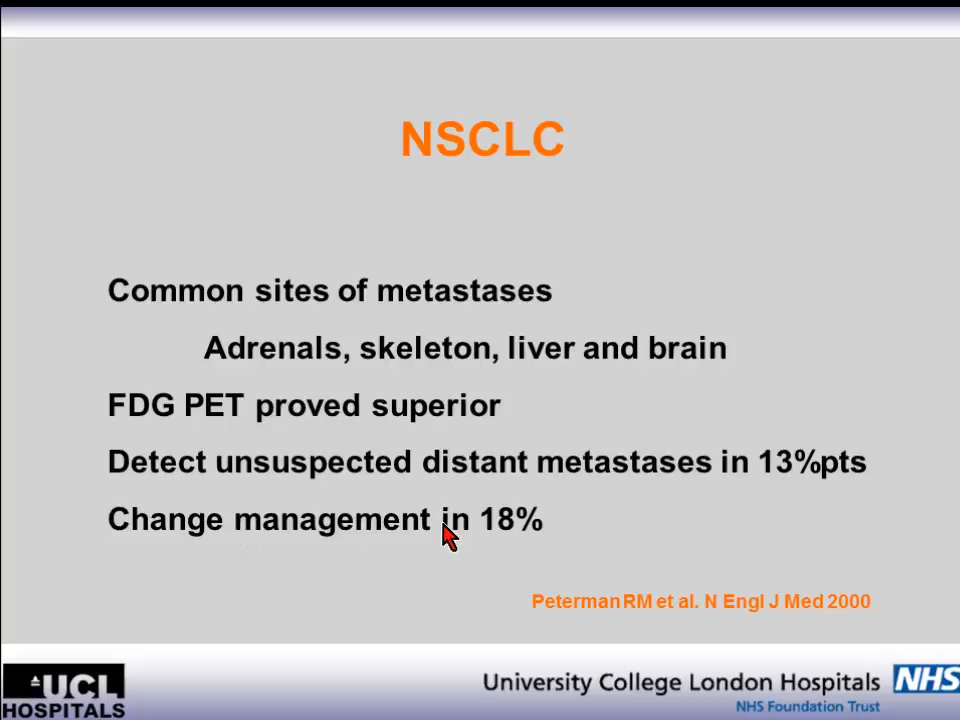 NSCLC
Common sites of metastases
Adrenals, skeleton, liver and brain
FDG PET proved superior
Detect unsuspected distant metastases in 13%pts
Change management in 18%
Peterman RM et al. N Engl J Med 2000
UCL
HOSPITALS
University College London Hospitals
NHS
NHS Foundation Trust